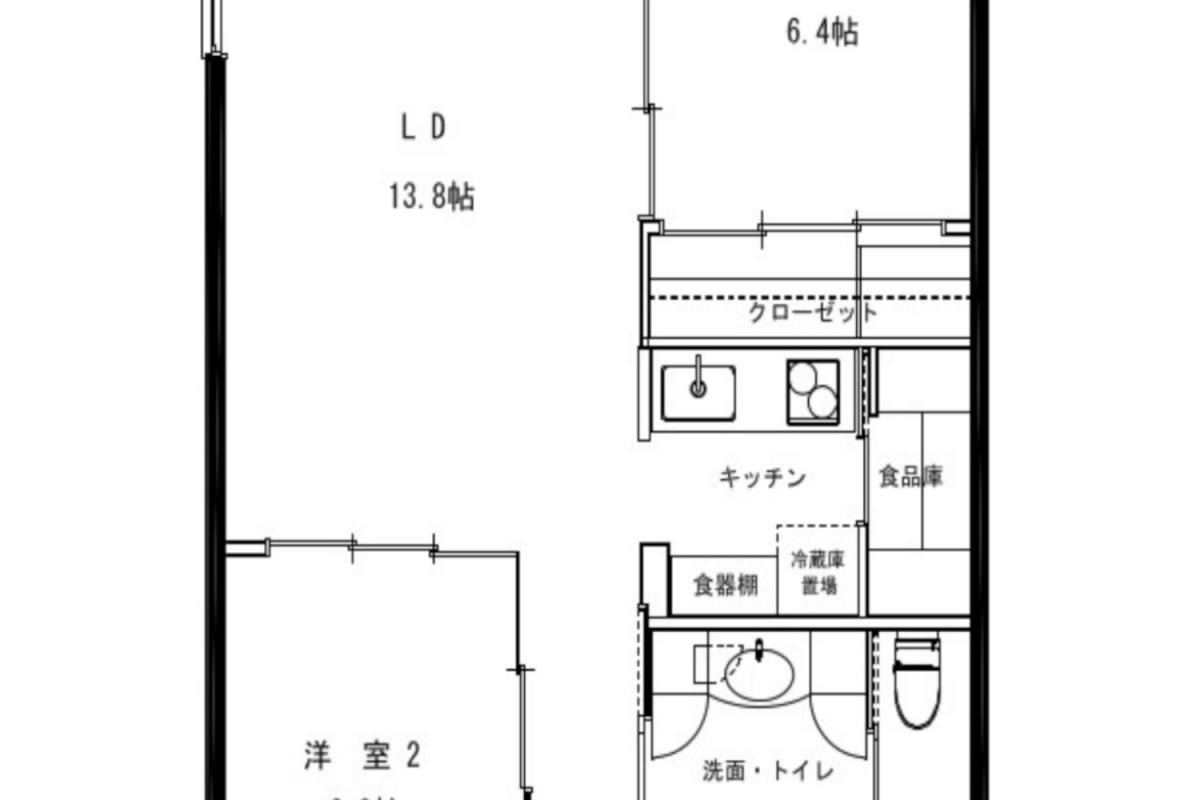 6.4帖
ＬＤ
13.8帖
クローゼット
キッチン
食品庫
冷蔵庫
置場
食器棚
洋 室 2
洗面・トイレ